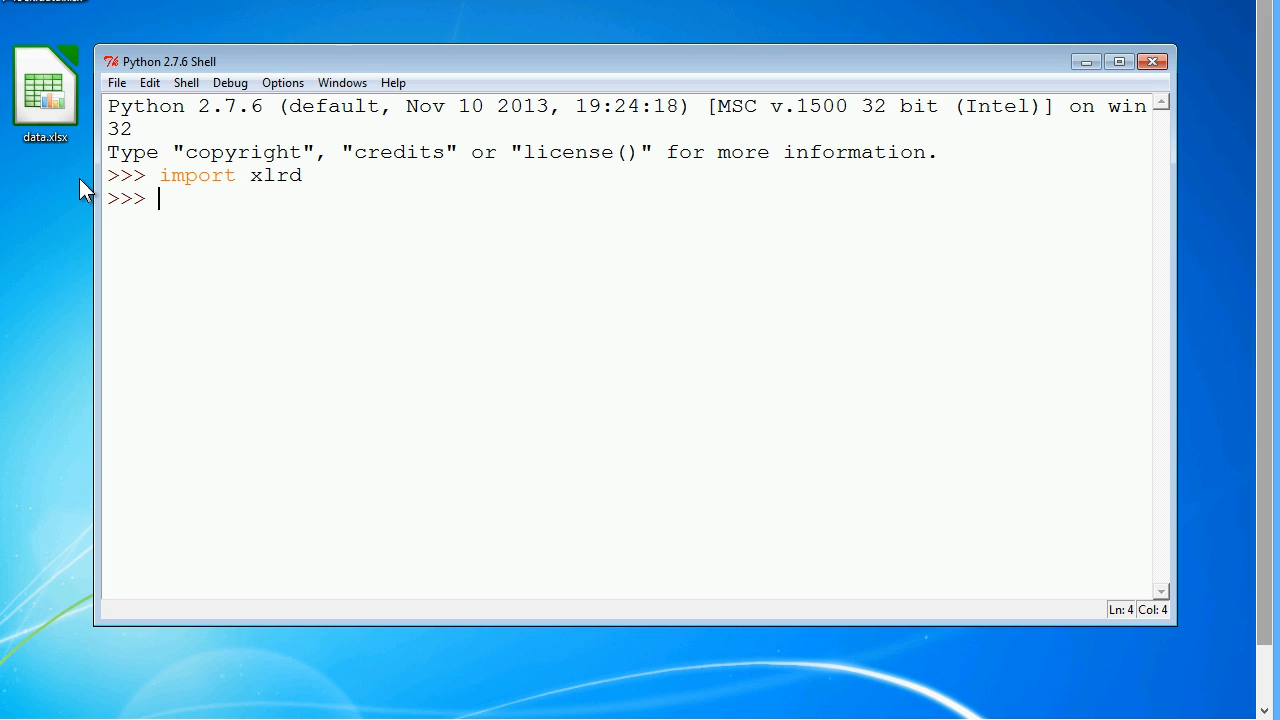 data.xlsx
Python 2.7.6 Shell
File Edit Shell Debug Options Windows Help
Python 2.7.6 (default, Nov 10 2013, 19:24:18) [MSC v.1500 32 bit (Intel)] on win
32
Type "copyright", "credits" or "license()" for more information.
>>> import xlrd
>>>
Ln: 4 Col: 4